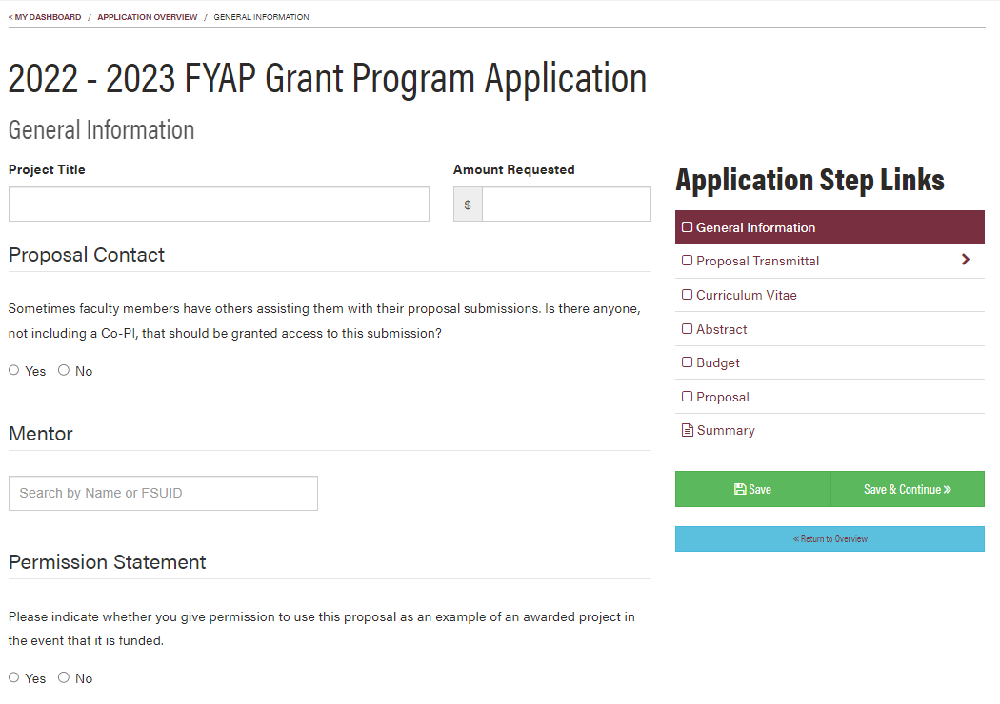 « MY DASHBOARD / APPLICATION OVERVIEW / GENERAL INFORMATION
2022 - 2023 FYAP Grant Program Application
General Information
Project Title
Amount Requested
$
Proposal Contact
Sometimes faculty members have others assisting them with their proposal submissions. Is there anyone,
not including a Co-PI, that should be granted access to this submission?
Yes No
Mentor
Search by Name or FSUID
Permission Statement
Please indicate whether you give permission to use this proposal as an example of an awarded project in
the event that it is funded.
Yes No
Application Step Links
General Information
Proposal Transmittal
Curriculum Vitae
Abstract
Budget
Proposal
Summary
Save
Save & Continue »
« Return to Overview